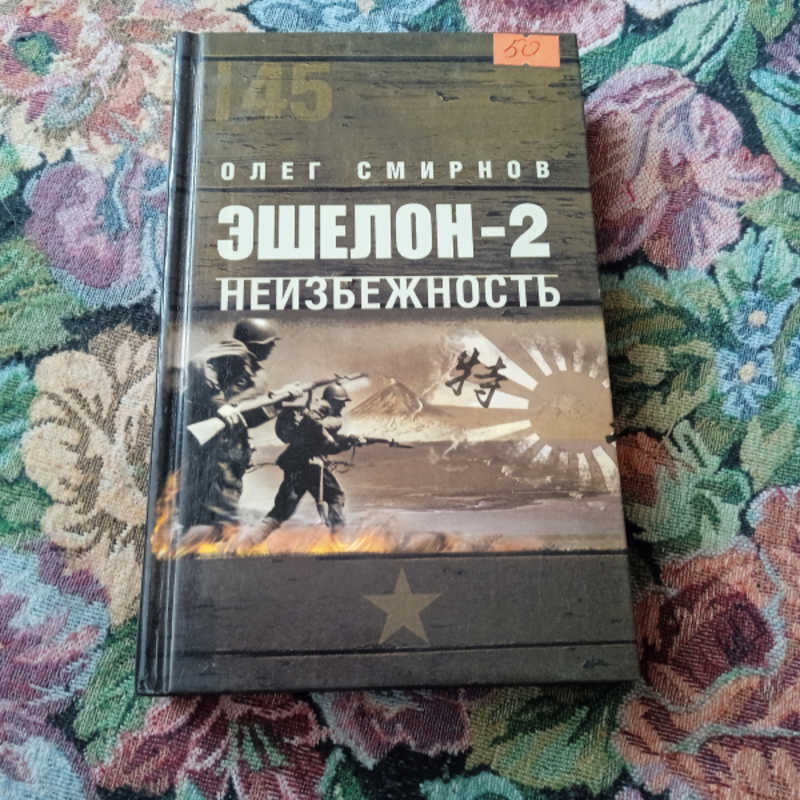 50
145
ОЛЕГ СМИРНОВ
ЭШЕЛОН-2
НЕИЗБЕЖНОСТЬ
特